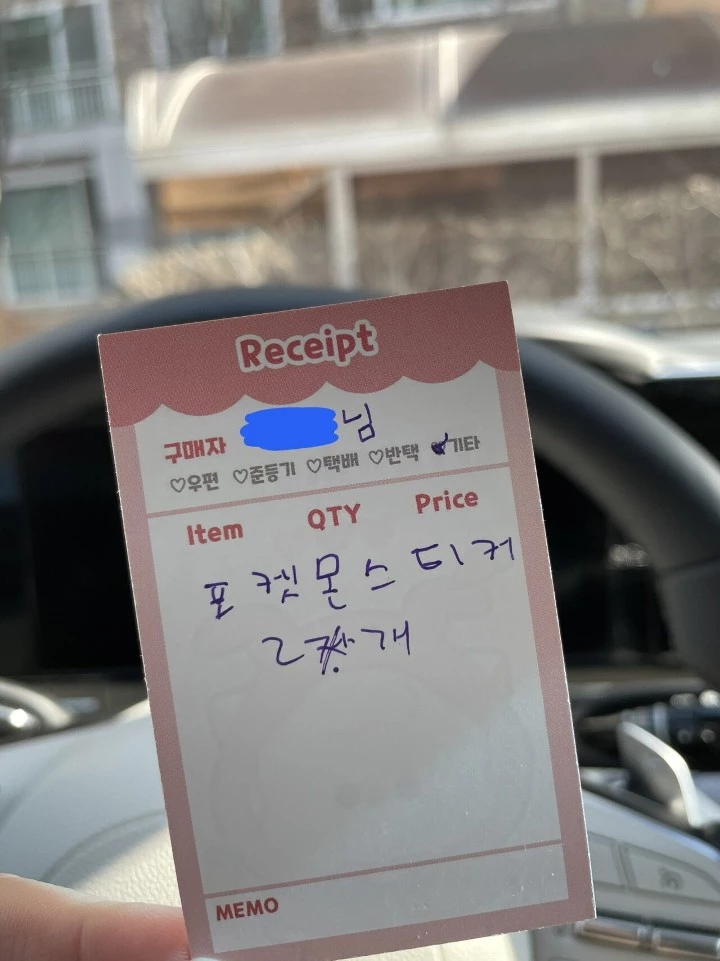 Receipt
구매자 님
♡우편 ♡준등기 ♡택배 ♡반택 ♥기타
Item QTY Price
포켓몬스티커
2개
MEMO